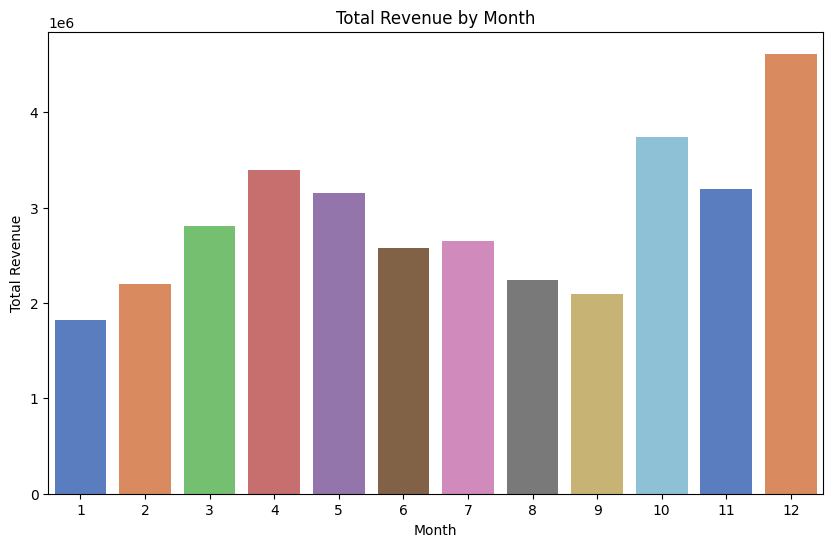 Total Revenue by Month
1e6
4
3
2
1
0
Total Revenue
1 2 3 4 5 6 7 8 9 10 11 12
Month